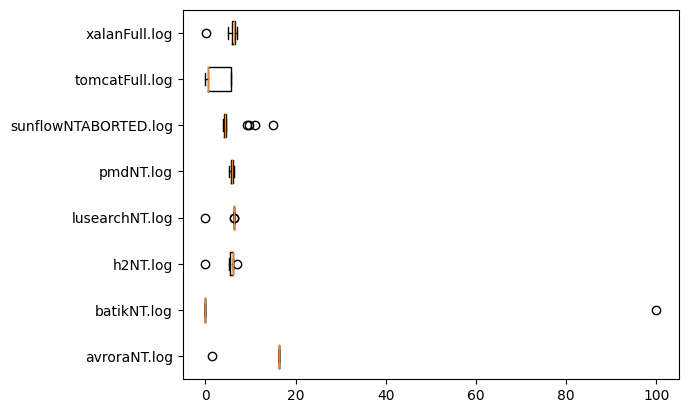 xalanFull.log
tomcatFull.log
sunflowNTABORTED.log
pmdNT.log
lusearchNT.log
h2NT.log
batikNT.log
avroraNT.log
0 20 40 60 80 100